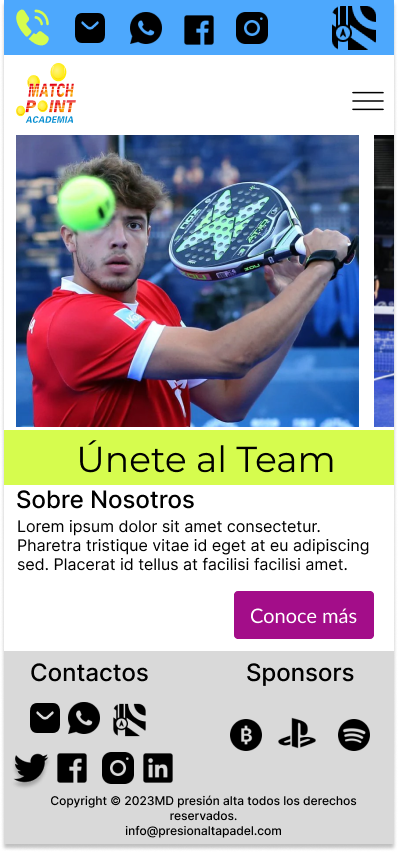 MATCH
POINT
ACADEMIA
NOX
Únete al Team
Sobre Nosotros
Lorem ipsum dolor sit amet consectetur.
Pharetra tristique vitae id eget at eu adipiscing
sed. Placerat id tellus at facilisi facilisi amet.
Conoce más
Contactos
Sponsors
Copyright © 2023MD presión alta todos los derechos
reservados.
info@presionaltapadel.com